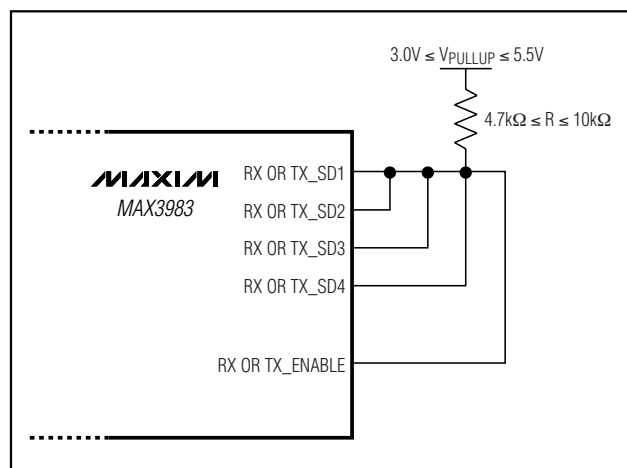 3.0V ≤ VPULLUP ≤ 5.5V
4.7kΩ ≤ R ≤ 10kΩ
MAXIM
MAX3983
RX OR TX_SD1
RX OR TX_SD2
RX OR TX_SD3
RX OR TX_SD4
RX OR TX_ENABLE